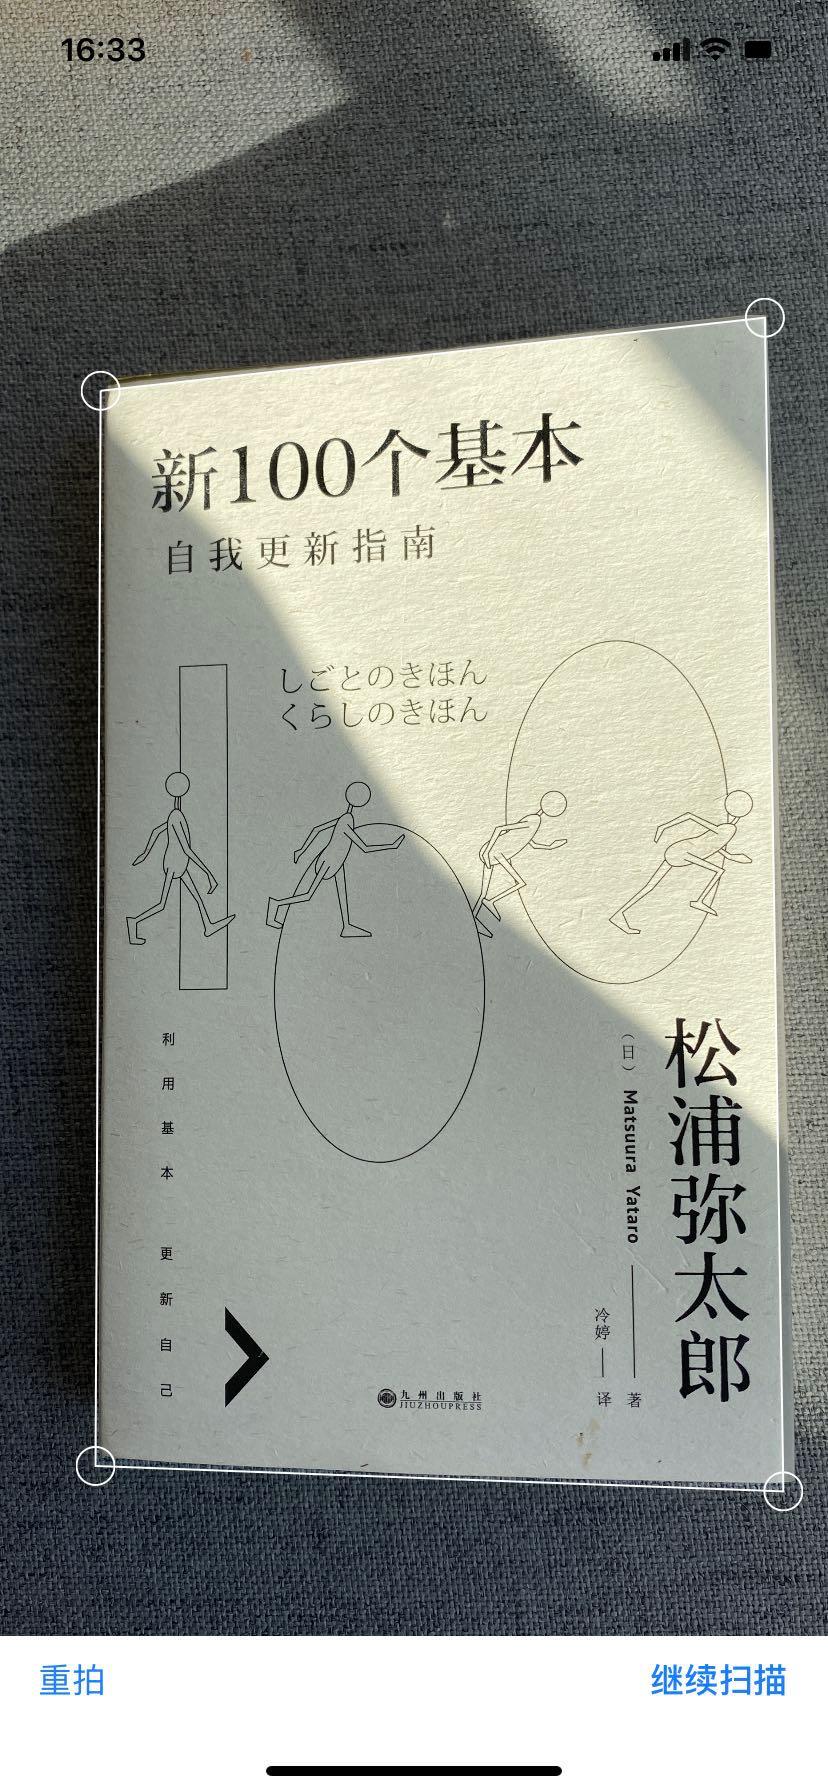 16:33
新100个基本
自我更新指南
しごとのきほん
くらしのきほん
利用基本 更新自己
（日） Matsuura Yataro —— 著
松浦弥太郎
冷婷 — 译
九州出版社
JIUZHOUPRESS
重拍
继续扫描